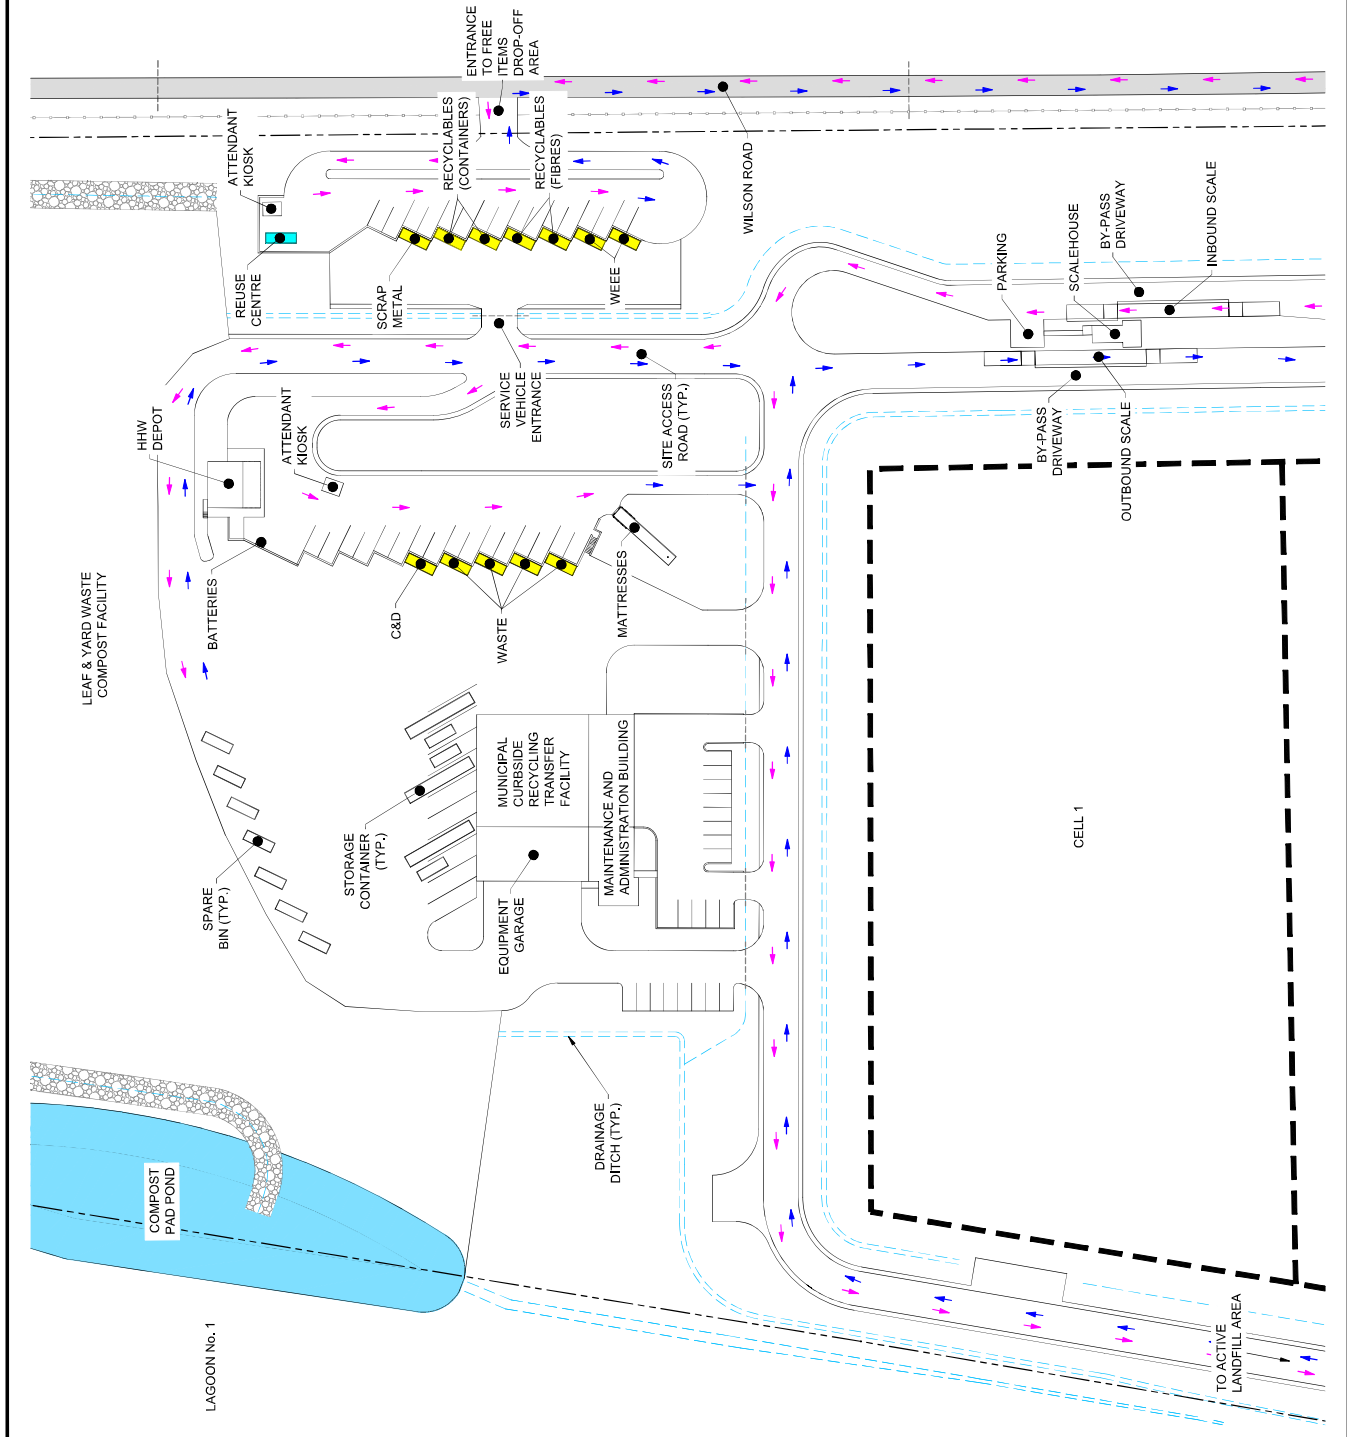 ENTRANCE
TO FREE
ITEMS
DROP-OFF
AREA
ATTENDANT
KIOSK
RECYCLABLES
(CONTAINERS)
RECYCLABLES
(FIBRES)
WILSON ROAD
REUSE
CENTRE
SCRAP
METAL
WEEE
PARKING
SCALEHOUSE
BY-PASS
DRIVEWAY
INBOUND SCALE
HHW
DEPOT
ATTENDANT
KIOSK
SERVICE
VEHICLE
ENTRANCE
SITE ACCESS
ROAD (TYP.)
BY-PASS
DRIVEWAY
OUTBOUND SCALE
LEAF & YARD WASTE
COMPOST FACILITY
BATTERIES
C&D
WASTE
MATTRESSES
SPARE
BIN (TYP.)
STORAGE
CONTAINER
(TYP.)
MUNICIPAL
CURBSIDE
RECYCLING
TRANSFER
FACILITY
MAINTENANCE AND
ADMINISTRATION BUILDING
EQUIPMENT
GARAGE
CELL 1
DRAINAGE
DITCH (TYP.)
COMPOST
PAD POND
LAGOON No. 1
TO ACTIVE
LANDFILL AREA